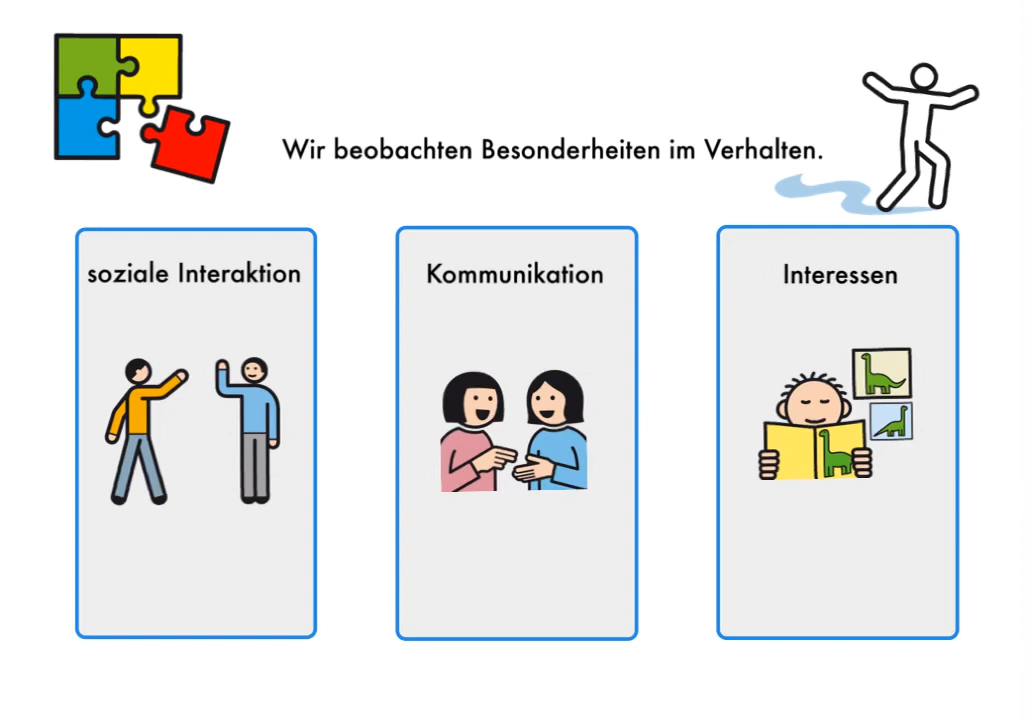 Wir beobachten Besonderheiten im Verhalten.
soziale Interaktion
Kommunikation
Interessen